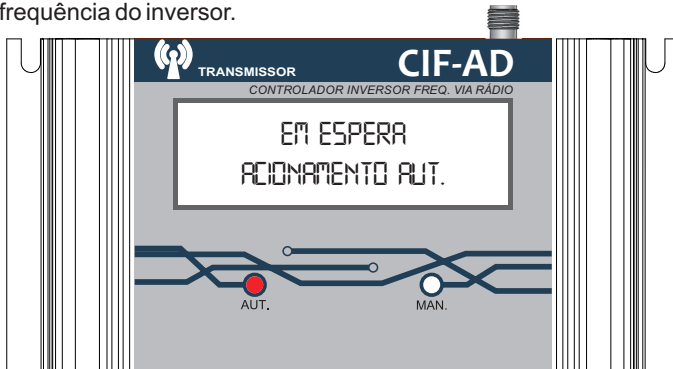 frequência do inversor.
TRANSMISSOR
CIF-AD
CONTROLADOR INVERSOR FREQ. VIA RÁDIO
EM ESPERA
ACIONAMENTO AUT.
AUT.
MAN.